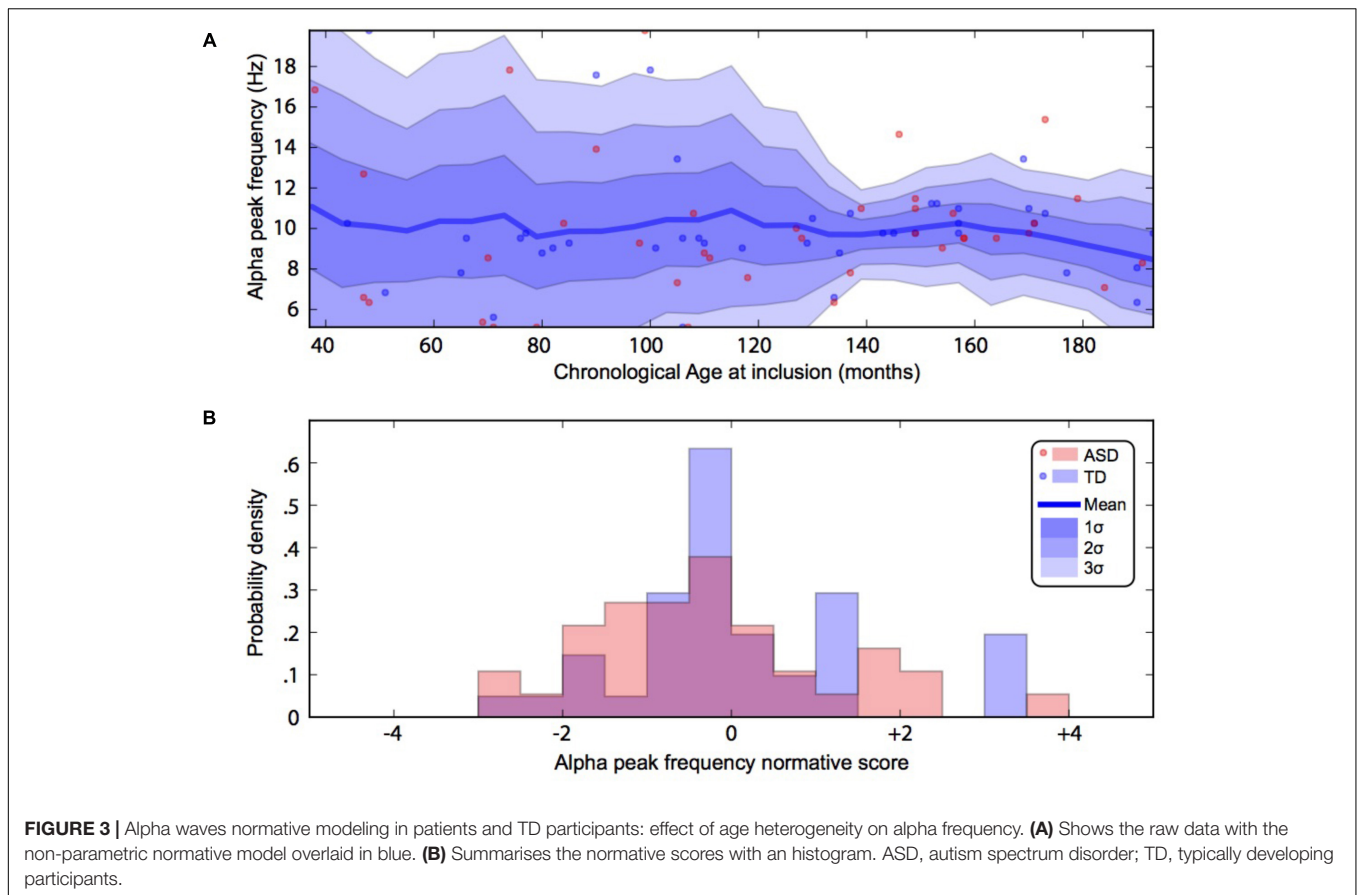 A
Alpha peak frequency (Hz)
18
16
14
12
10
8
6
40 60 80 100 120 140 160 180
Chronological Age at inclusion (months)
B
Probability density
.6
.5
.4
.3
.2
.1
0
ASD
TD
Mean
1σ
2σ
3σ
-4 -2 0 +2 +4
Alpha peak frequency normative score
FIGURE 3 | Alpha waves normative modeling in patients and TD participants: effect of age heterogeneity on alpha frequency. (A) Shows the raw data with the
non-parametric normative model overlaid in blue. (B) Summarises the normative scores with an histogram. ASD, autism spectrum disorder; TD, typically developing
participants.